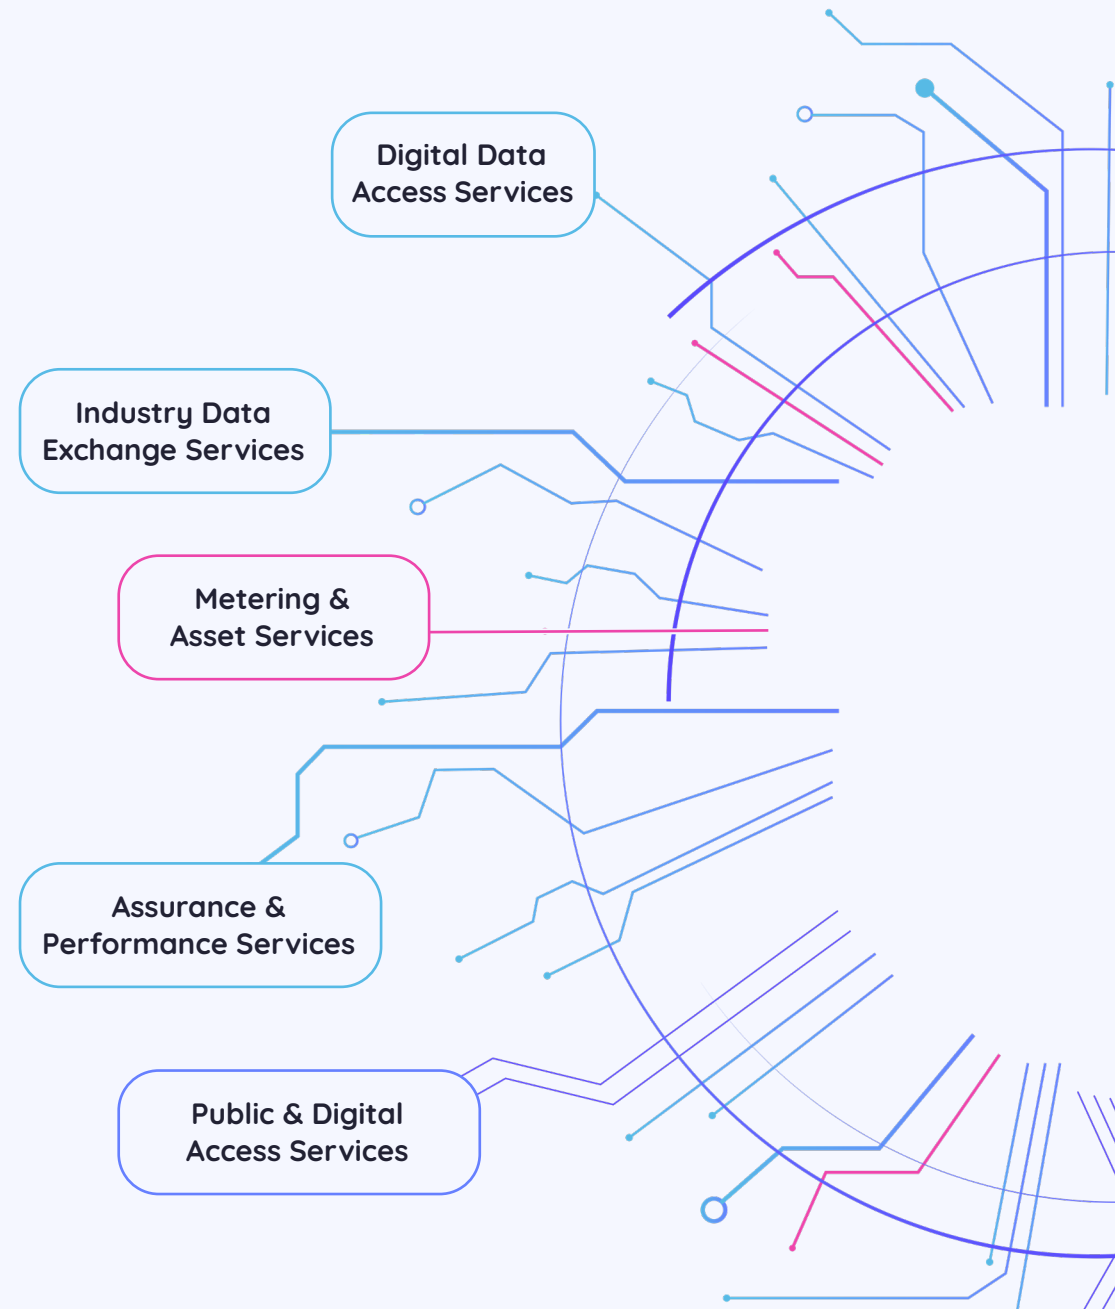 Digital Data
Access Services
Industry Data
Exchange Services
Metering &
Asset Services
Assurance &
Performance Services
Public & Digital
Access Services